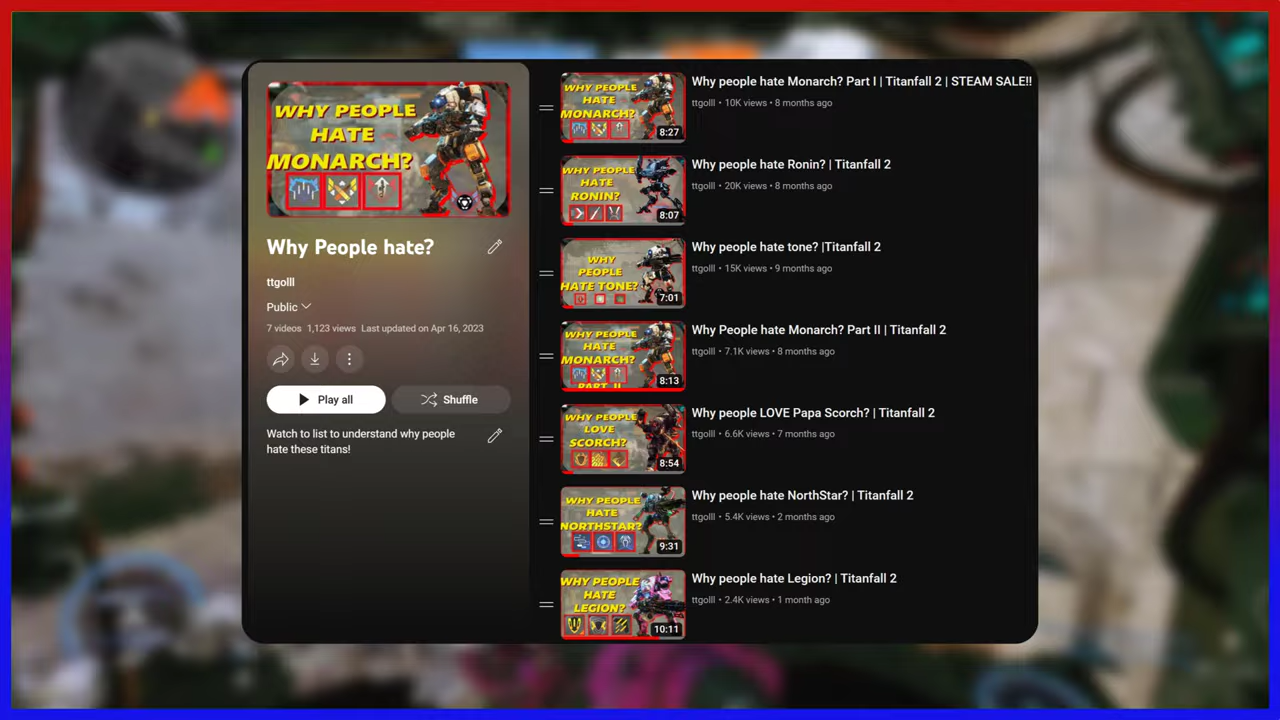 WHY PEOPLE
HATE
MONARCH?
Why People hate?
ttgolll
Public
7 videos 1,123 views Last updated on Apr 16, 2023
Play all
Shuffle
Watch to list to understand why people
hate these titans!
WHY PEOPLE
HATE
MONARCH?
8:27
Why people hate Monarch? Part I | Titanfall 2 | STEAM SALE!!
ttgolll • 10K views • 8 months ago
WHY PEOPLE
HATE
RONIN?
8:07
Why people hate Ronin? | Titanfall 2
ttgolll • 20K views • 8 months ago
WHY
PEOPLE
HATE TONE?
7:01
Why people hate tone? |Titanfall 2
ttgolll • 15K views • 9 months ago
WHY PEOPLE
HATE
MONARCH?
PART II
8:13
Why People hate Monarch? Part II | Titanfall 2
ttgolll • 7.1K views • 8 months ago
WHY PEOPLE
LOVE
SCORCH?
8:54
Why people LOVE Papa Scorch? | Titanfall 2
ttgolll • 6.6K views • 7 months ago
WHY PEOPLE
HATE
NORTHSTAR?
9:31
Why people hate NorthStar? | Titanfall 2
ttgolll • 5.4K views • 2 months ago
WHY PEOPLE
HATE
LEGION?
10:11
Why people hate Legion? | Titanfall 2
ttgolll • 2.4K views • 1 month ago